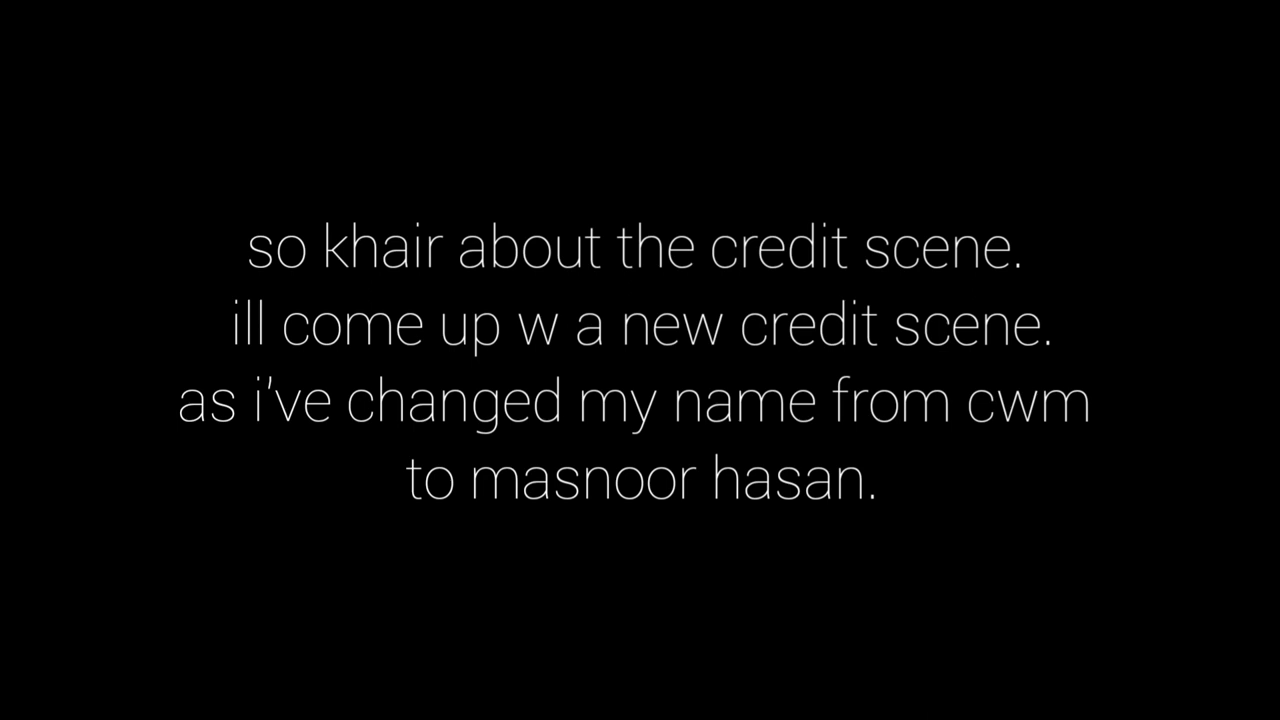 so khair about the credit scene.
ill come up w a new credit scene.
as i've changed my name from cwm
to masnoor hasan.